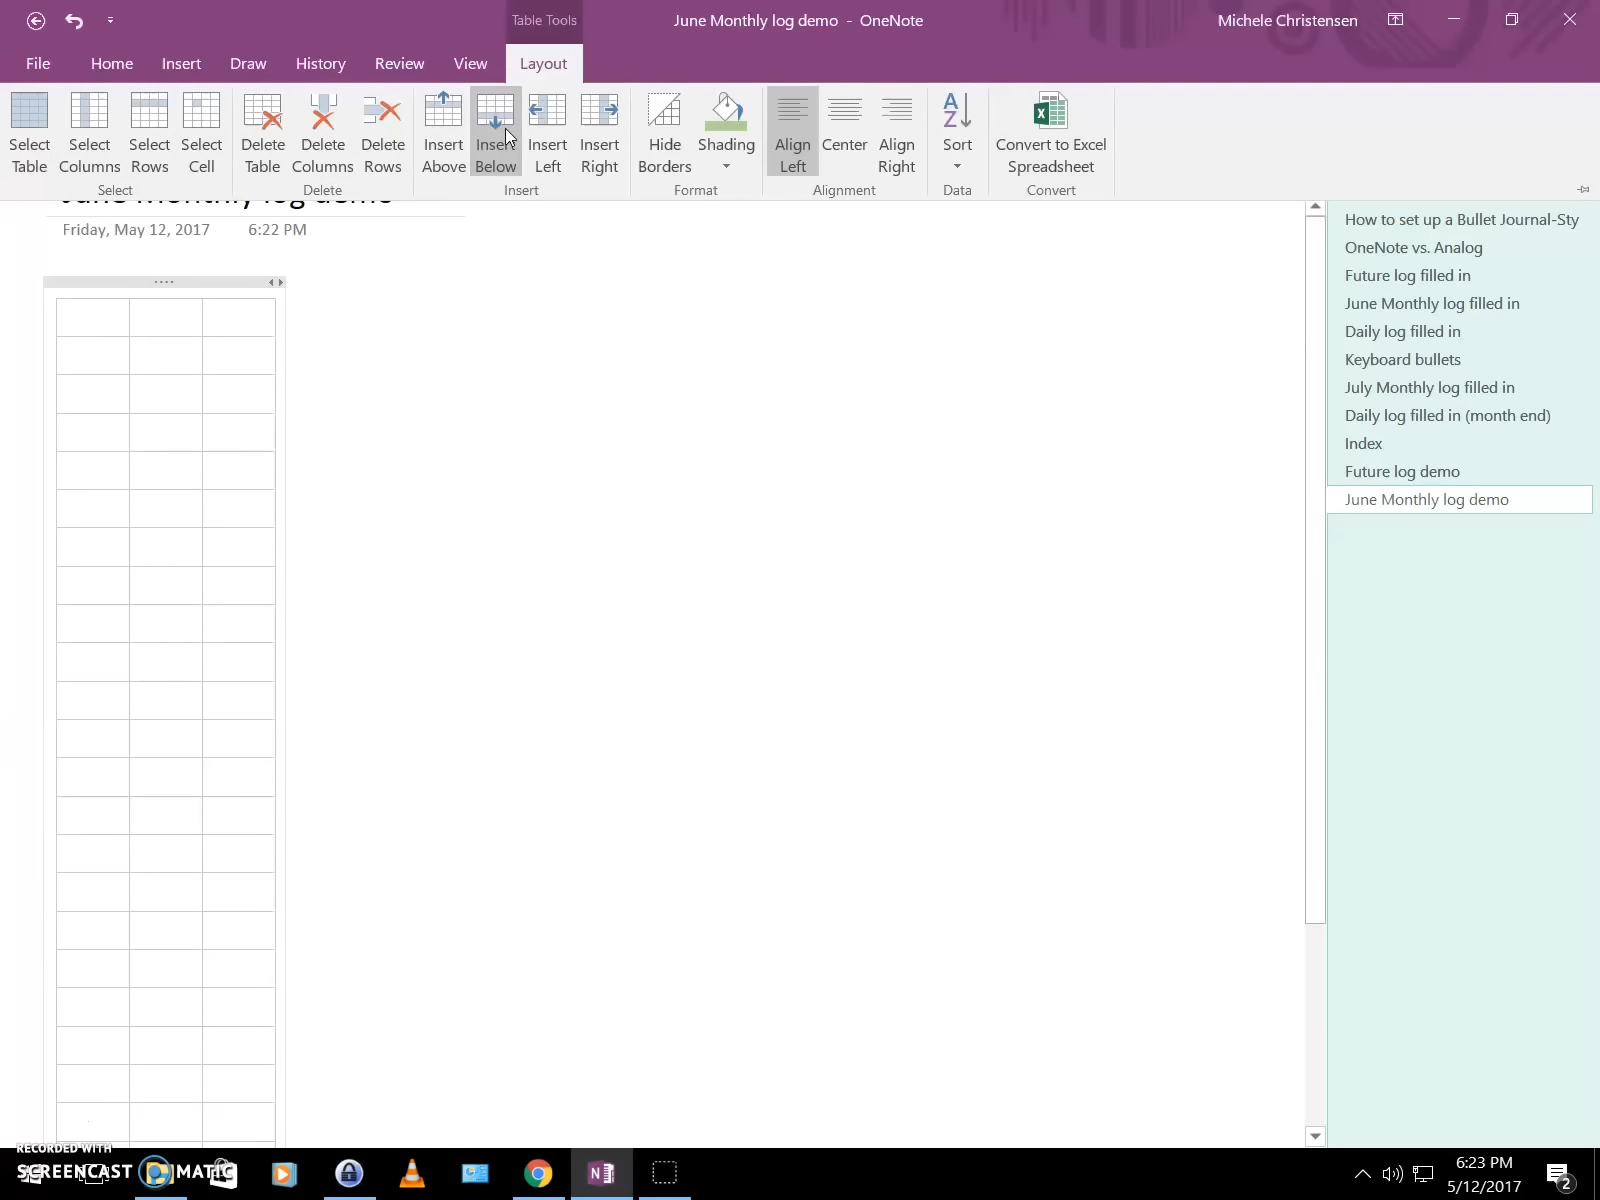 Table Tools
June Monthly log demo - OneNote
Michele Christensen
File Home Insert Draw History Review View Layout
Select Table
Select Columns
Select Rows
Select Cell
Delete Table
Delete Columns
Delete Rows
Insert Above
Insert Below
Insert Left
Insert Right
Hide Borders
Shading
Align Left
Center
Align Right
Sort
Convert to Excel Spreadsheet
Select Delete Insert Format Alignment Data Convert
June Monthly log demo
Friday, May 12, 2017 6:22 PM
How to set up a Bullet Journal-Sty
OneNote vs. Analog
Future log filled in
June Monthly log filled in
Daily log filled in
Keyboard bullets
July Monthly log filled in
Daily log filled in (month end)
Index
Future log demo
June Monthly log demo
RECORDED WITH
SCREENCAST MATIC
N
6:23 PM
5/12/2017
2